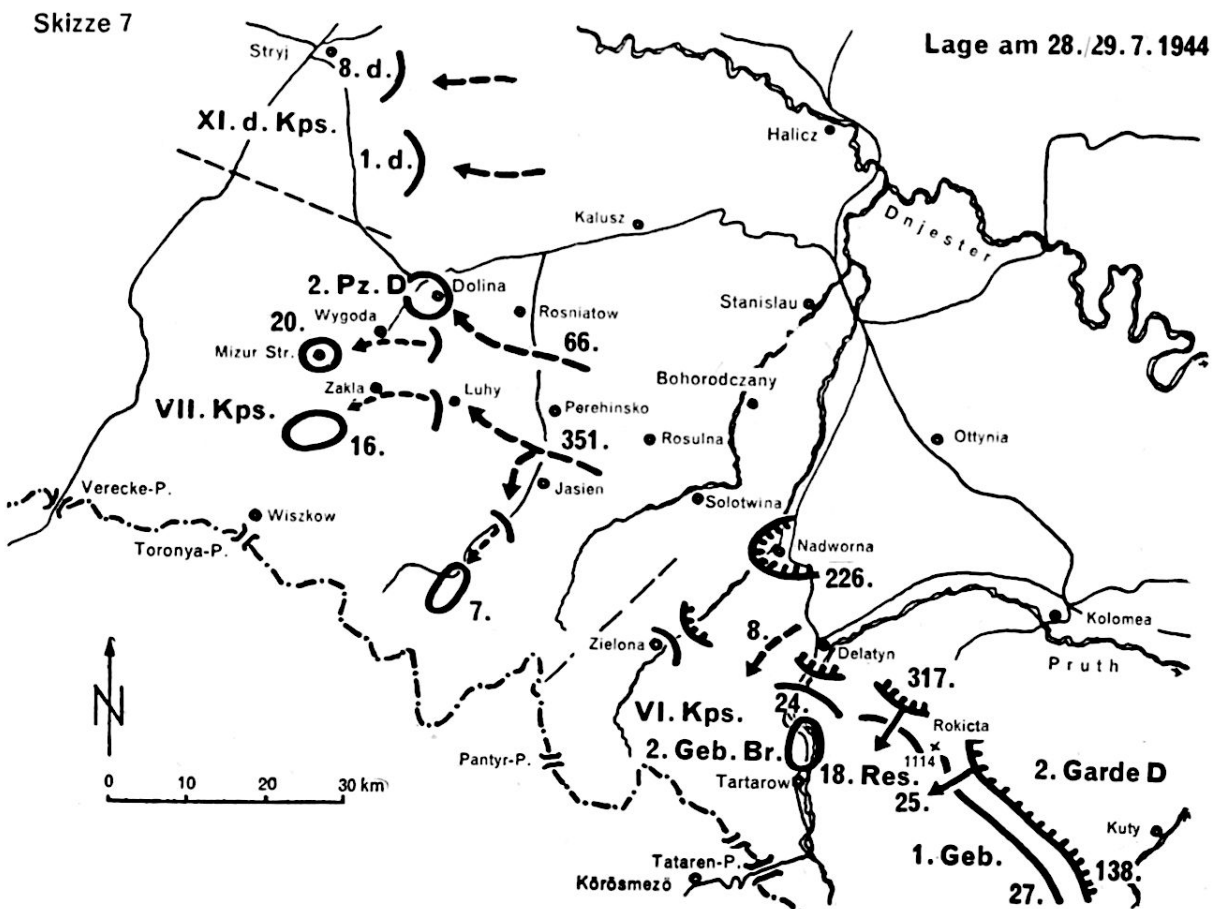 Skizze 7
Lage am 28./29.7.1944
Stryj
8. d.
XI. d. Kps.
1. d.
Halicz
Kalusz
Dnjester
2. Pz. D
Dolina
Stanislau
20.
Wygoda
Rosniatow
Mizur Str.
66.
Zakla
Luhy
Bohorodczany
VII. Kps.
Perehinsko
16.
351.
Rosulna
Ottynia
Verecke-P.
Jasien
Solotwina
Wiszkow
Toronya-P.
Nadworna
226.
7.
Kolomea
8.
Zielona
Delatyn
Pruth
317.
N
VI. Kps.
24.
Rokicta
2. Geb. Br.
1114
Pantyr-P.
18. Res.
2. Garde D
0 10 20 30 km
Tartarow
25.
Kuty
1. Geb.
Tataren-P.
138.
Körösmezö
27.